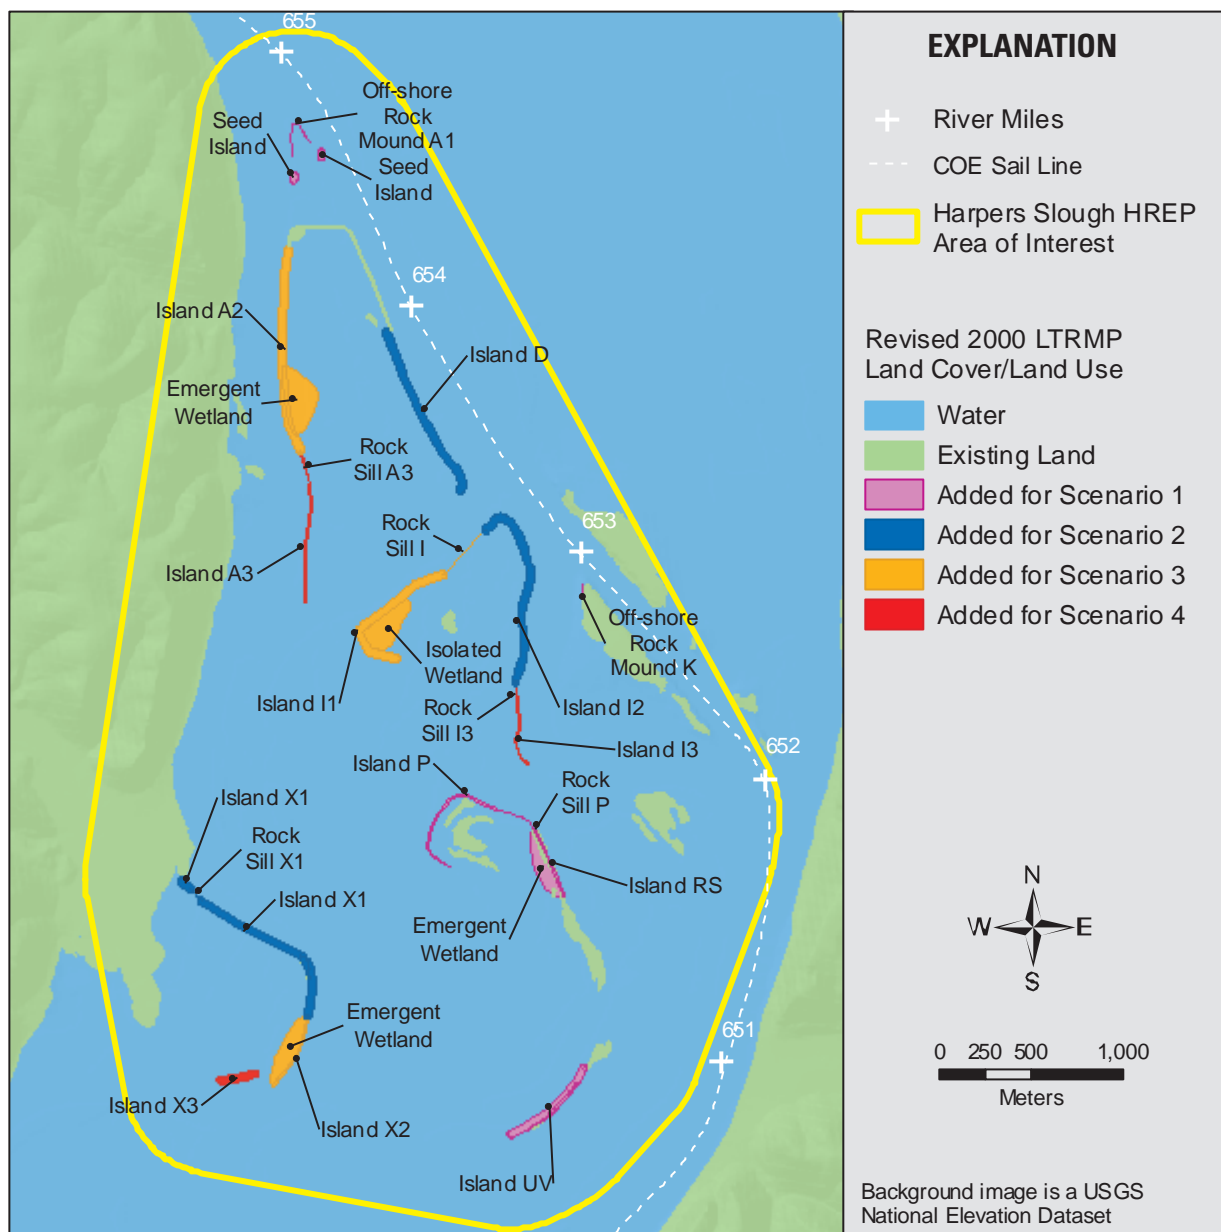 655
Off-shore
Rock
Mound A1
Seed
Island
Seed
Island
654
Island A2
Island D
Emergent
Wetland
Rock
Sill A3
653
Rock
Sill I
Island A3
Off-shore
Rock
Mound K
Isolated
Wetland
Island I1
Rock
Sill I3
Island I2
Island I3
652
Island P
Rock
Sill P
Island X1
Rock
Sill X1
Island X1
Island RS
Emergent
Wetland
Emergent
Wetland
651
Island X3
Island X2
Island UV
EXPLANATION
River Miles
COE Sail Line
Harpers Slough HREP
Area of Interest
Revised 2000 LTRMP
Land Cover/Land Use
Water
Existing Land
Added for Scenario 1
Added for Scenario 2
Added for Scenario 3
Added for Scenario 4
N
W E
S
0 250 500 1,000
Meters
Background image is a USGS
National Elevation Dataset